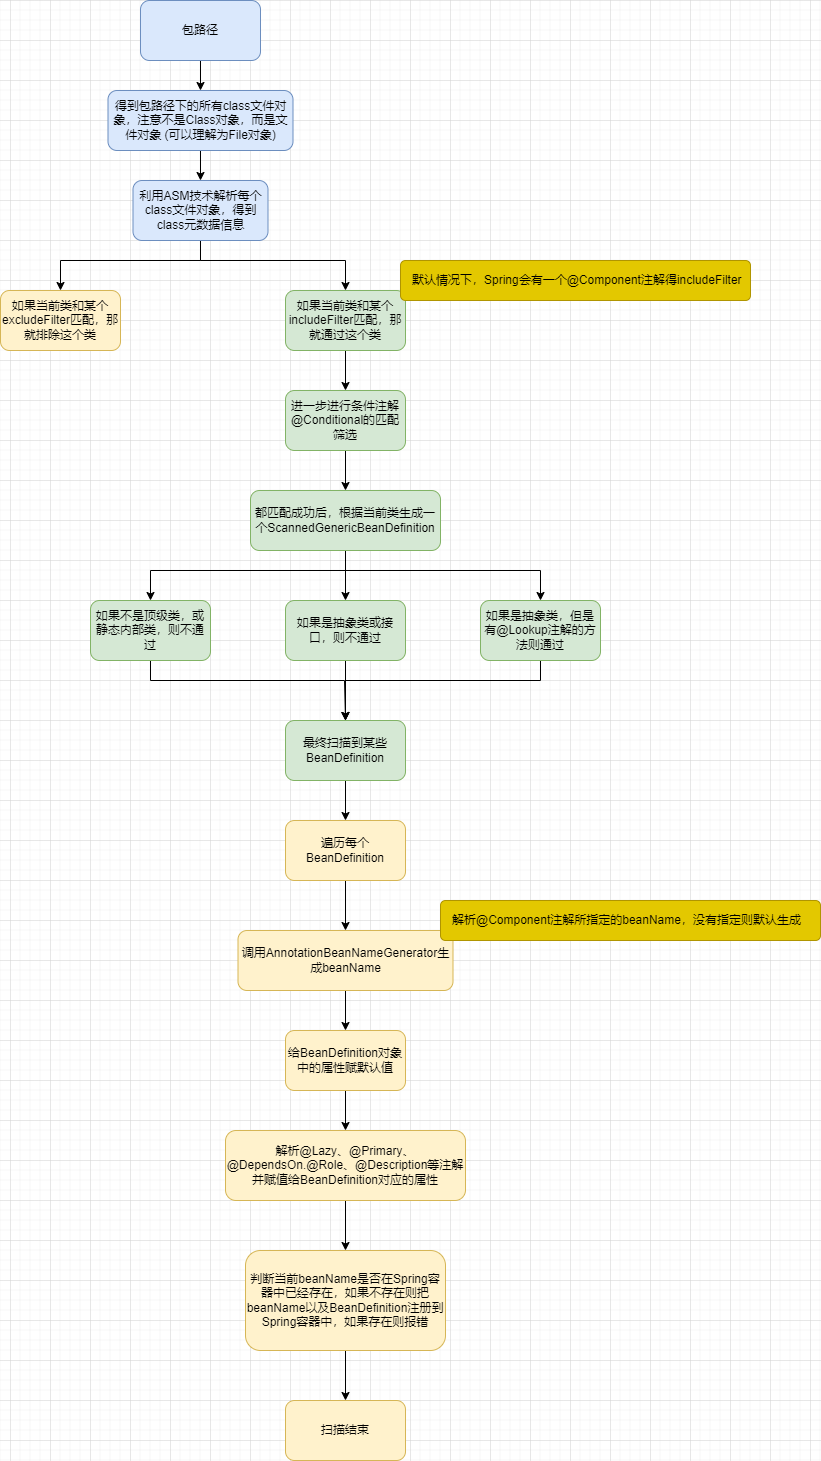 包路径
得到包路径下的所有class文件对
象，注意不是Class对象，而是文
件对象 (可以理解为File对象)
利用ASM技术解析每个
class文件对象，得到
class元数据信息
默认情况下，Spring会有一个@Component注解得includeFilter
如果当前类和某个
excludeFilter匹配，那
就排除这个类
如果当前类和某个
includeFilter匹配，那
就通过这个类
进一步进行条件注解
@Conditional的匹配
筛选
都匹配成功后，根据当前类生成一
个ScannedGenericBeanDefinition
如果不是顶级类，或
静态内部类，则不通
过
如果是抽象类或接
口，则不通过
如果是抽象类，但是
有@Lookup注解的方
法则通过
最终扫描到某些
BeanDefinition
遍历每个
BeanDefinition
解析@Component注解所指定的beanName，没有指定则默认生成
调用AnnotationBeanNameGenerator生
成beanName
给BeanDefinition对象
中的属性赋默认值
解析@Lazy、@Primary、
@DependsOn.@Role、@Description等注解
并赋值给BeanDefinition对应的属性
判断当前beanName是否在Spring容
器中已经存在，如果不存在则把
beanName以及BeanDefinition注册到
Spring容器中，如果存在则报错
扫描结束